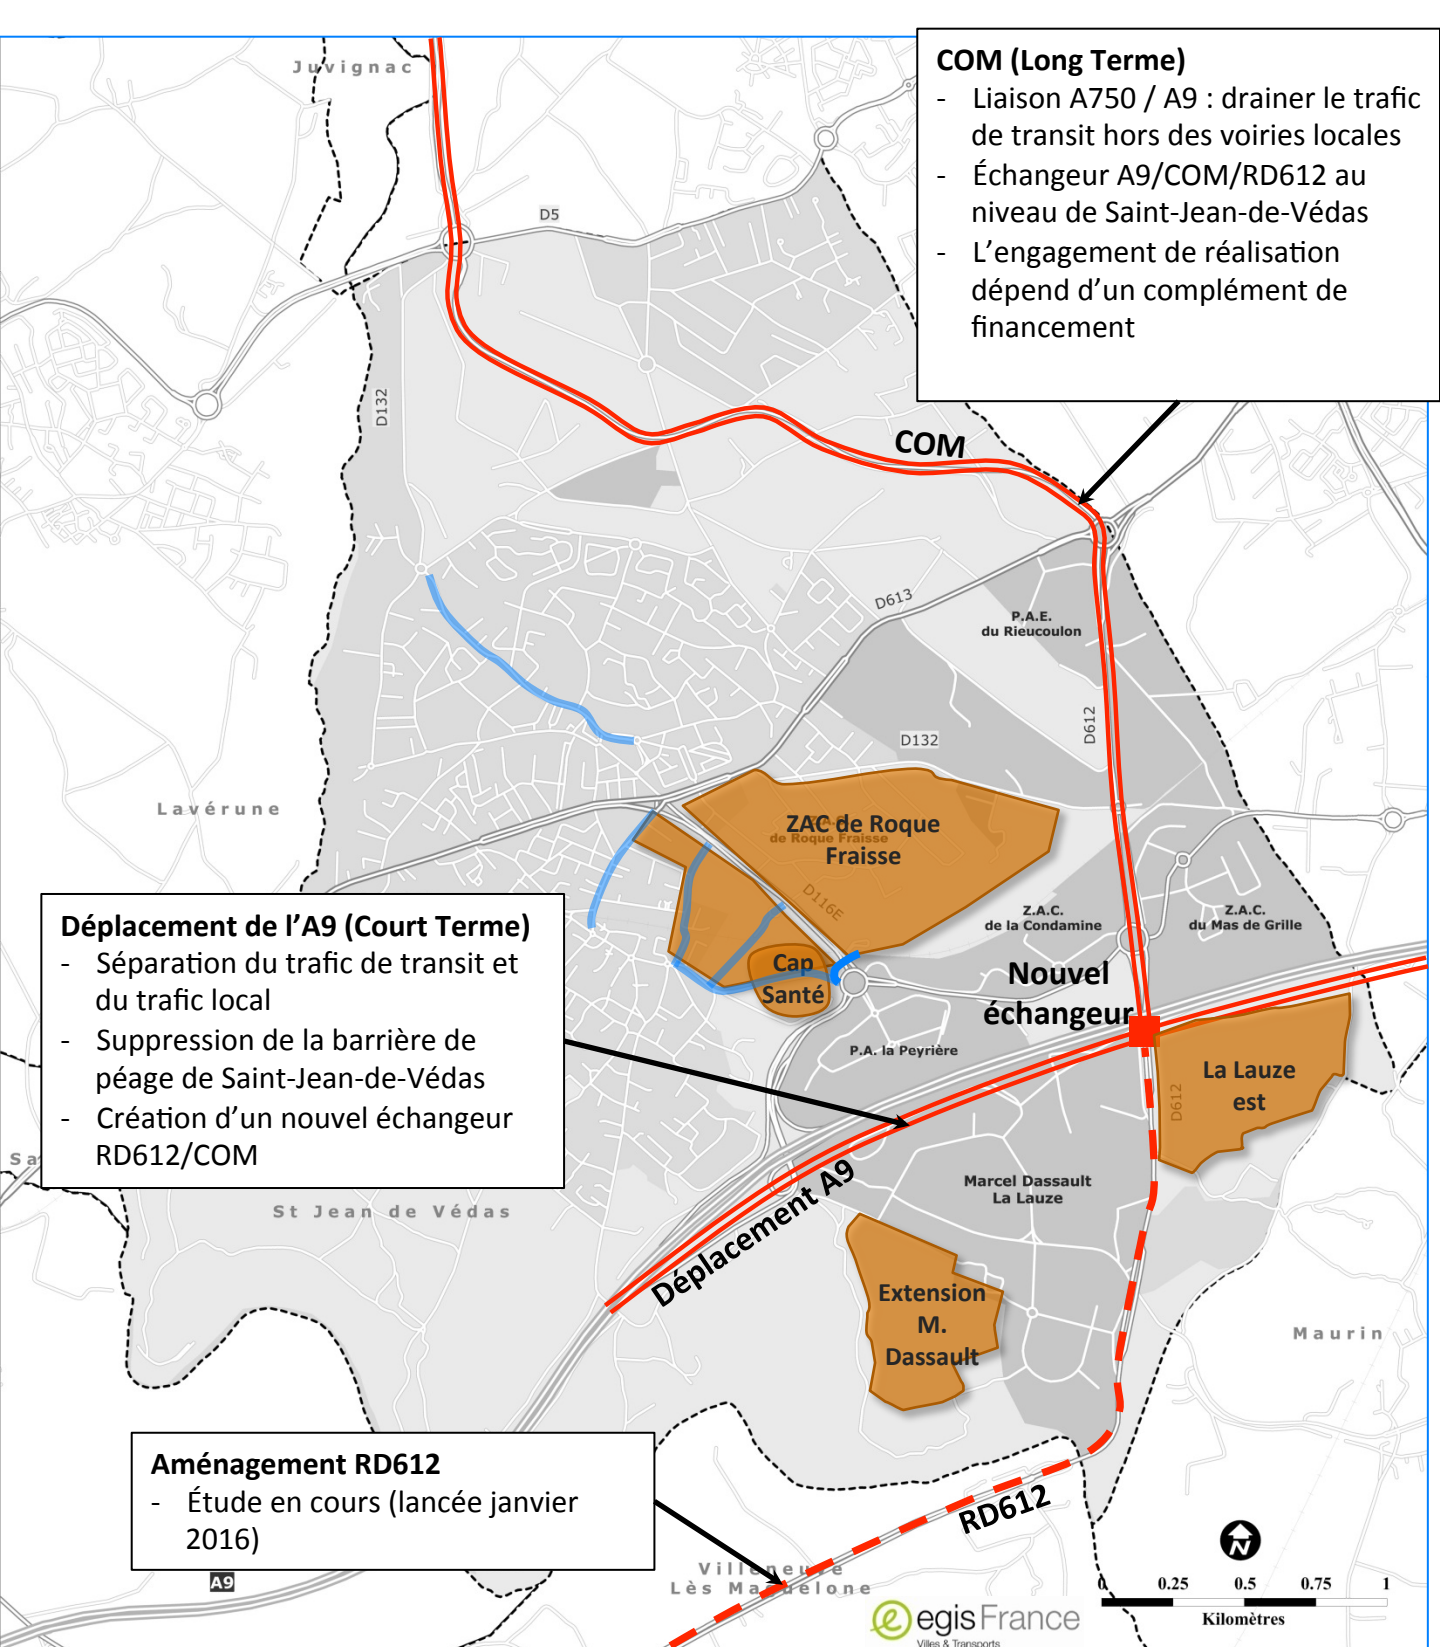 COM (Long Terme)
- Liaison A750 / A9 : drainer le trafic
de transit hors des voiries locales
- Échangeur A9/COM/RD612 au
niveau de Saint-Jean-de-Védas
- L'engagement de réalisation
dépend d'un complément de
financement
Juvignac
D5
D132
COM
D613
P.A.E.
du Rieucoulon
D612
D132
Lavérune
ZAC de Roque
Fraisse
Z.A.C.
de Roque Fraisse
D116E
Z.A.C.
de la Condamine
Z.A.C.
du Mas de Grille
Déplacement de l'A9 (Court Terme)
- Séparation du trafic de transit et
du trafic local
- Suppression de la barrière de
péage de Saint-Jean-de-Védas
- Création d'un nouvel échangeur
RD612/COM
Cap
Santé
Nouvel
échangeur
P.A. la Peyrière
La Lauze
est
D612
Sa
Marcel Dassault
La Lauze
St Jean de Védas
Déplacement A9
Extension
M.
Dassault
Maurin
Aménagement RD612
- Étude en cours (lancée janvier
2016)
RD612
A9
Villeneuve
Lès Maguelone
N
0 0.25 0.5 0.75 1
Kilomètres
egis France
Villes & Transports